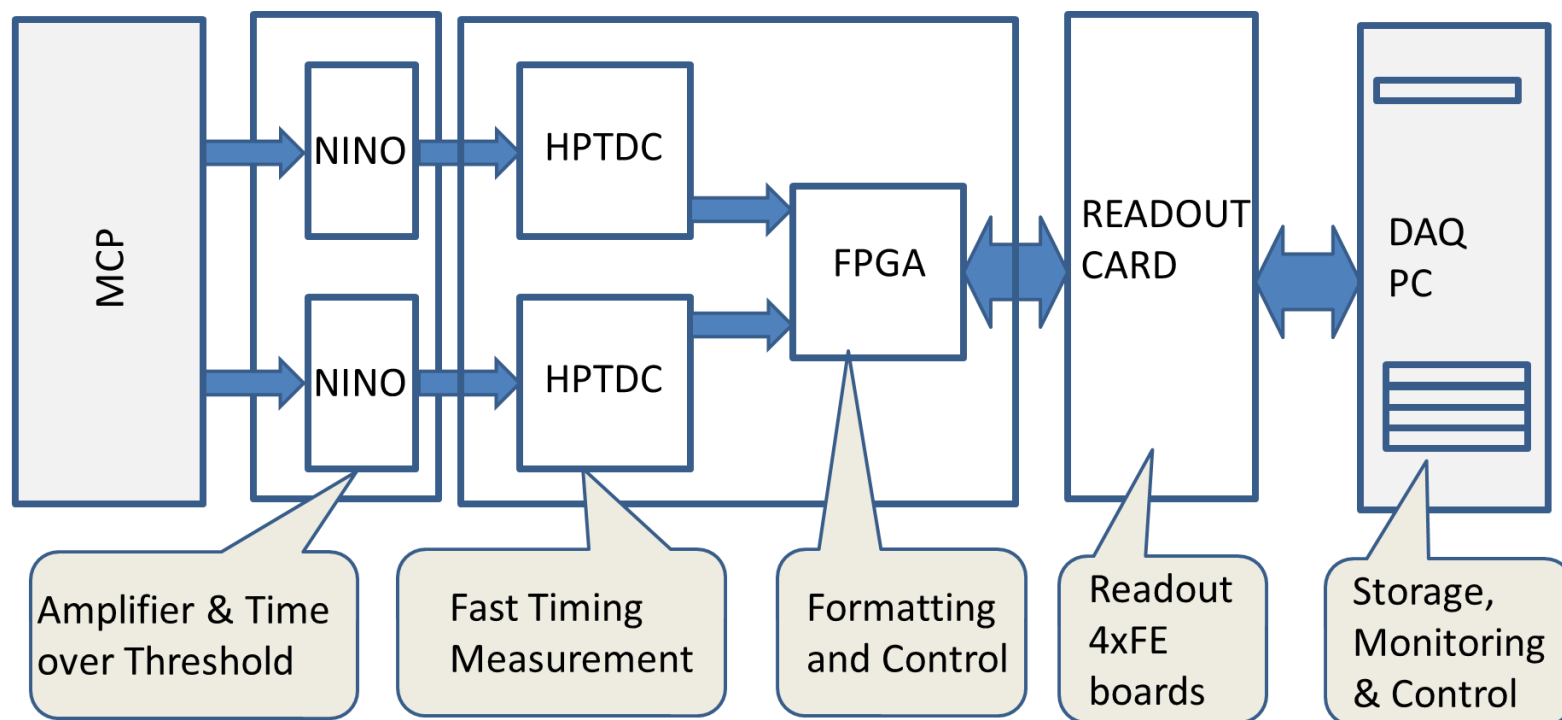 MCP
NINO
NINO
HPTDC
HPTDC
FPGA
READOUT
CARD
DAQ
PC
Amplifier & Time
over Threshold
Fast Timing
Measurement
Formatting
and Control
Readout
4xFE
boards
Storage,
Monitoring
& Control